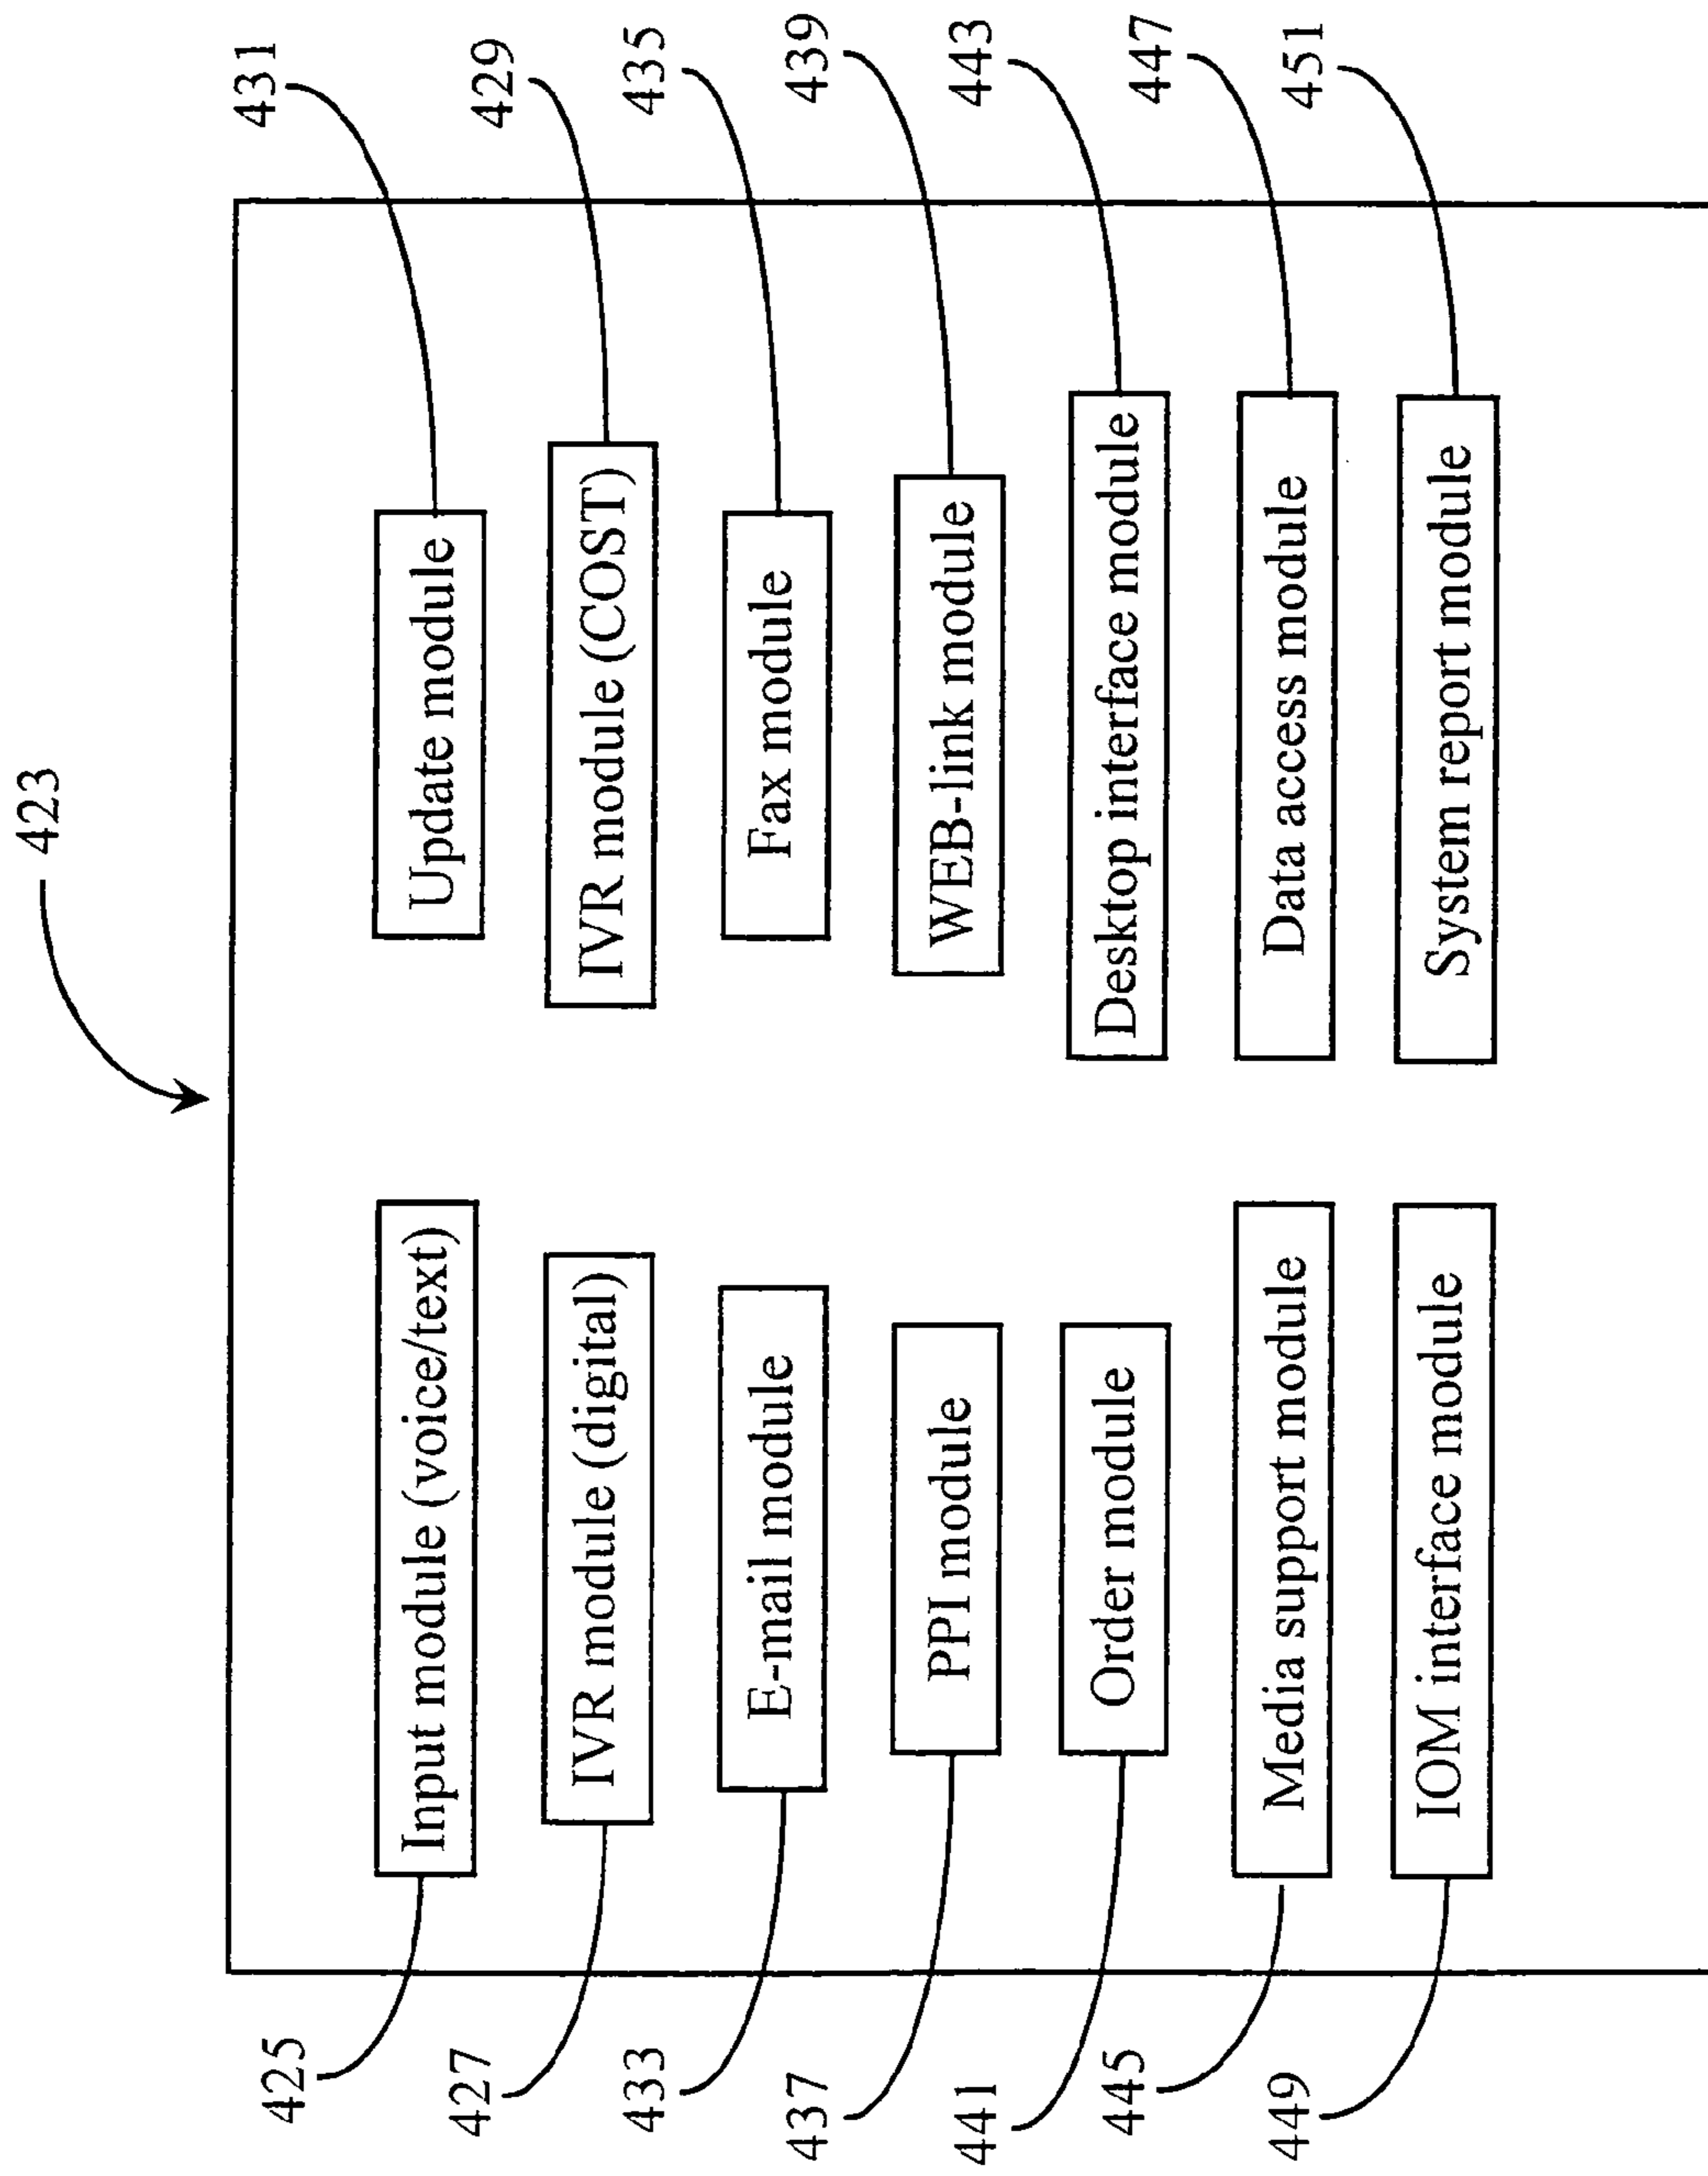 423
425
Input module (voice/text)
Update module
431
427
IVR module (digital)
IVR module (COST)
429
433
E-mail module
Fax module
435
437
PPI module
WEB-link module
439
441
Order module
Desktop interface module
443
445
Media support module
Data access module
447
449
IOM interface module
System report module
451